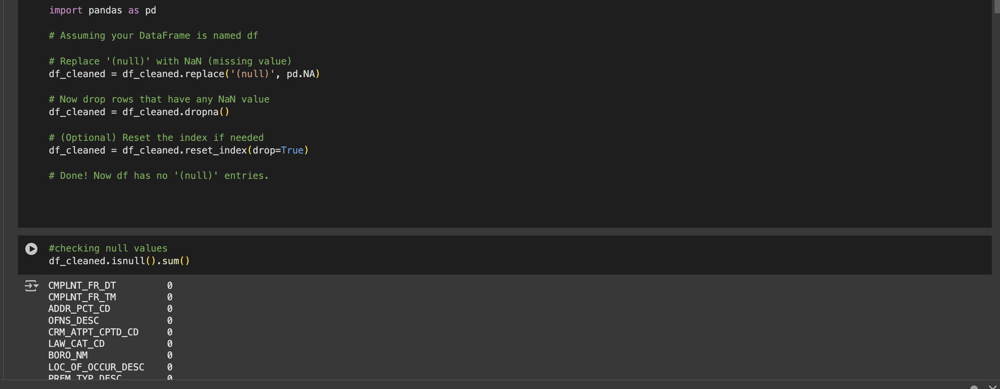 import pandas as pd
# Assuming your DataFrame is named df
# Replace '(null)' with NaN (missing value)
df_cleaned = df_cleaned.replace('(null)', pd.NA)
# Now drop rows that have any NaN value
df_cleaned = df_cleaned.dropna()
# (Optional) Reset the index if needed
df_cleaned = df_cleaned.reset_index(drop=True)
# Done! Now df has no '(null)' entries.
#checking null values
df_cleaned.isnull().sum()
CMPLNT_FR_DT 0
CMPLNT_FR_TM 0
ADDR_PCT_CD 0
OFNS_DESC 0
CRM_ATPT_CPTD_CD 0
LAW_CAT_CD 0
BORO_NM 0
LOC_OF_OCCUR_DESC 0
PREM_TYP_DESC 0